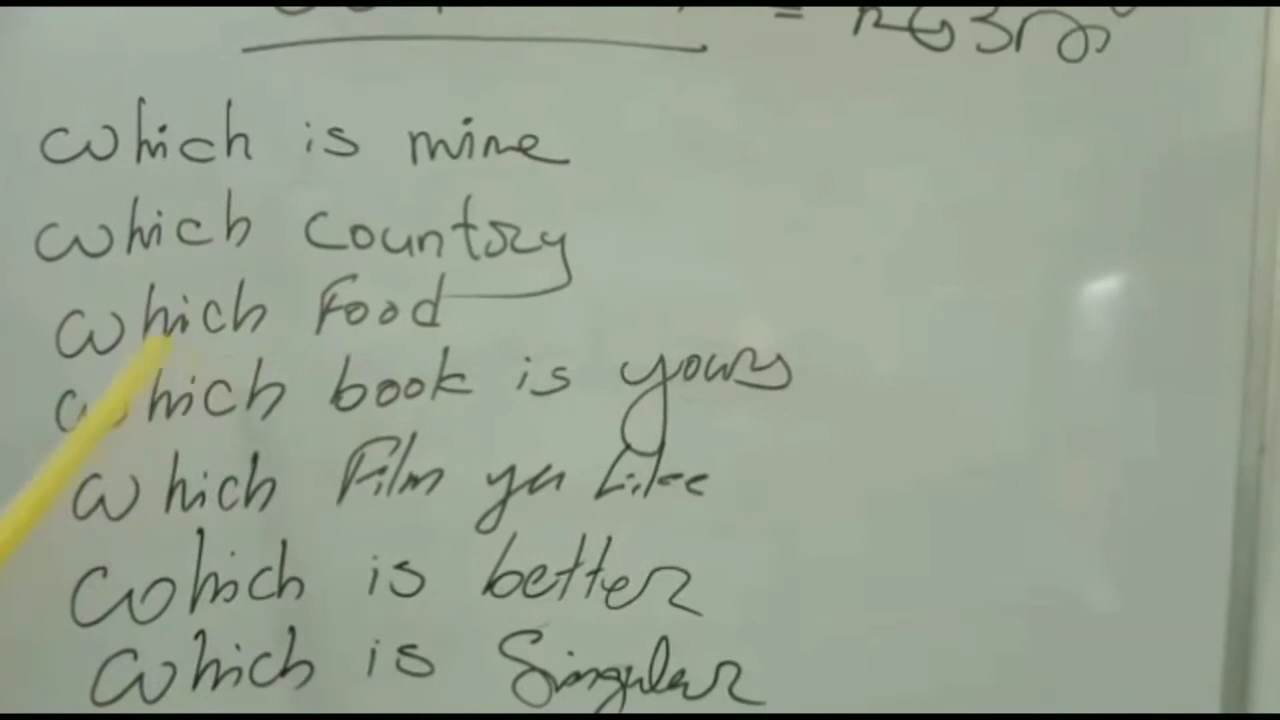 which is mine
which country
which Food
which book is yours
which Film you Like
which is better
which is Singular